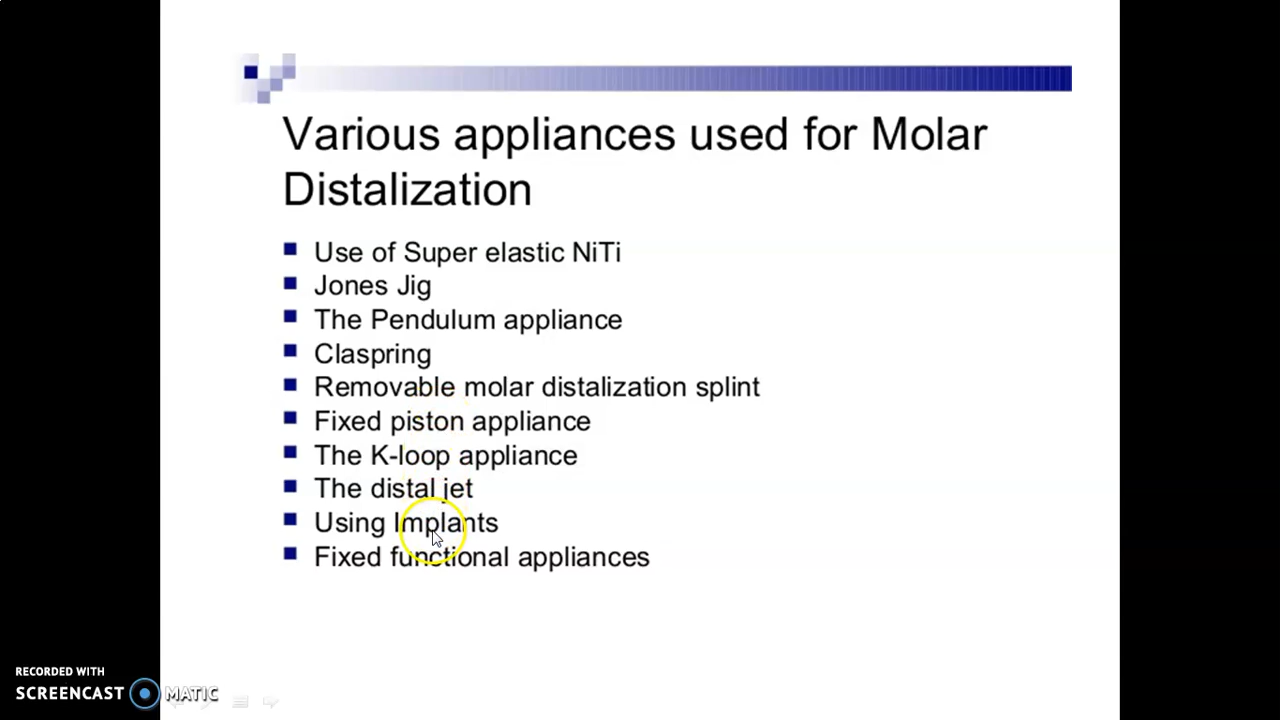 Various appliances used for Molar
Distalization
Use of Super elastic NiTi
Jones Jig
The Pendulum appliance
Claspring
Removable molar distalization splint
Fixed piston appliance
The K-loop appliance
The distal jet
Using Implants
Fixed functional appliances
RECORDED WITH
SCREENCAST MATIC